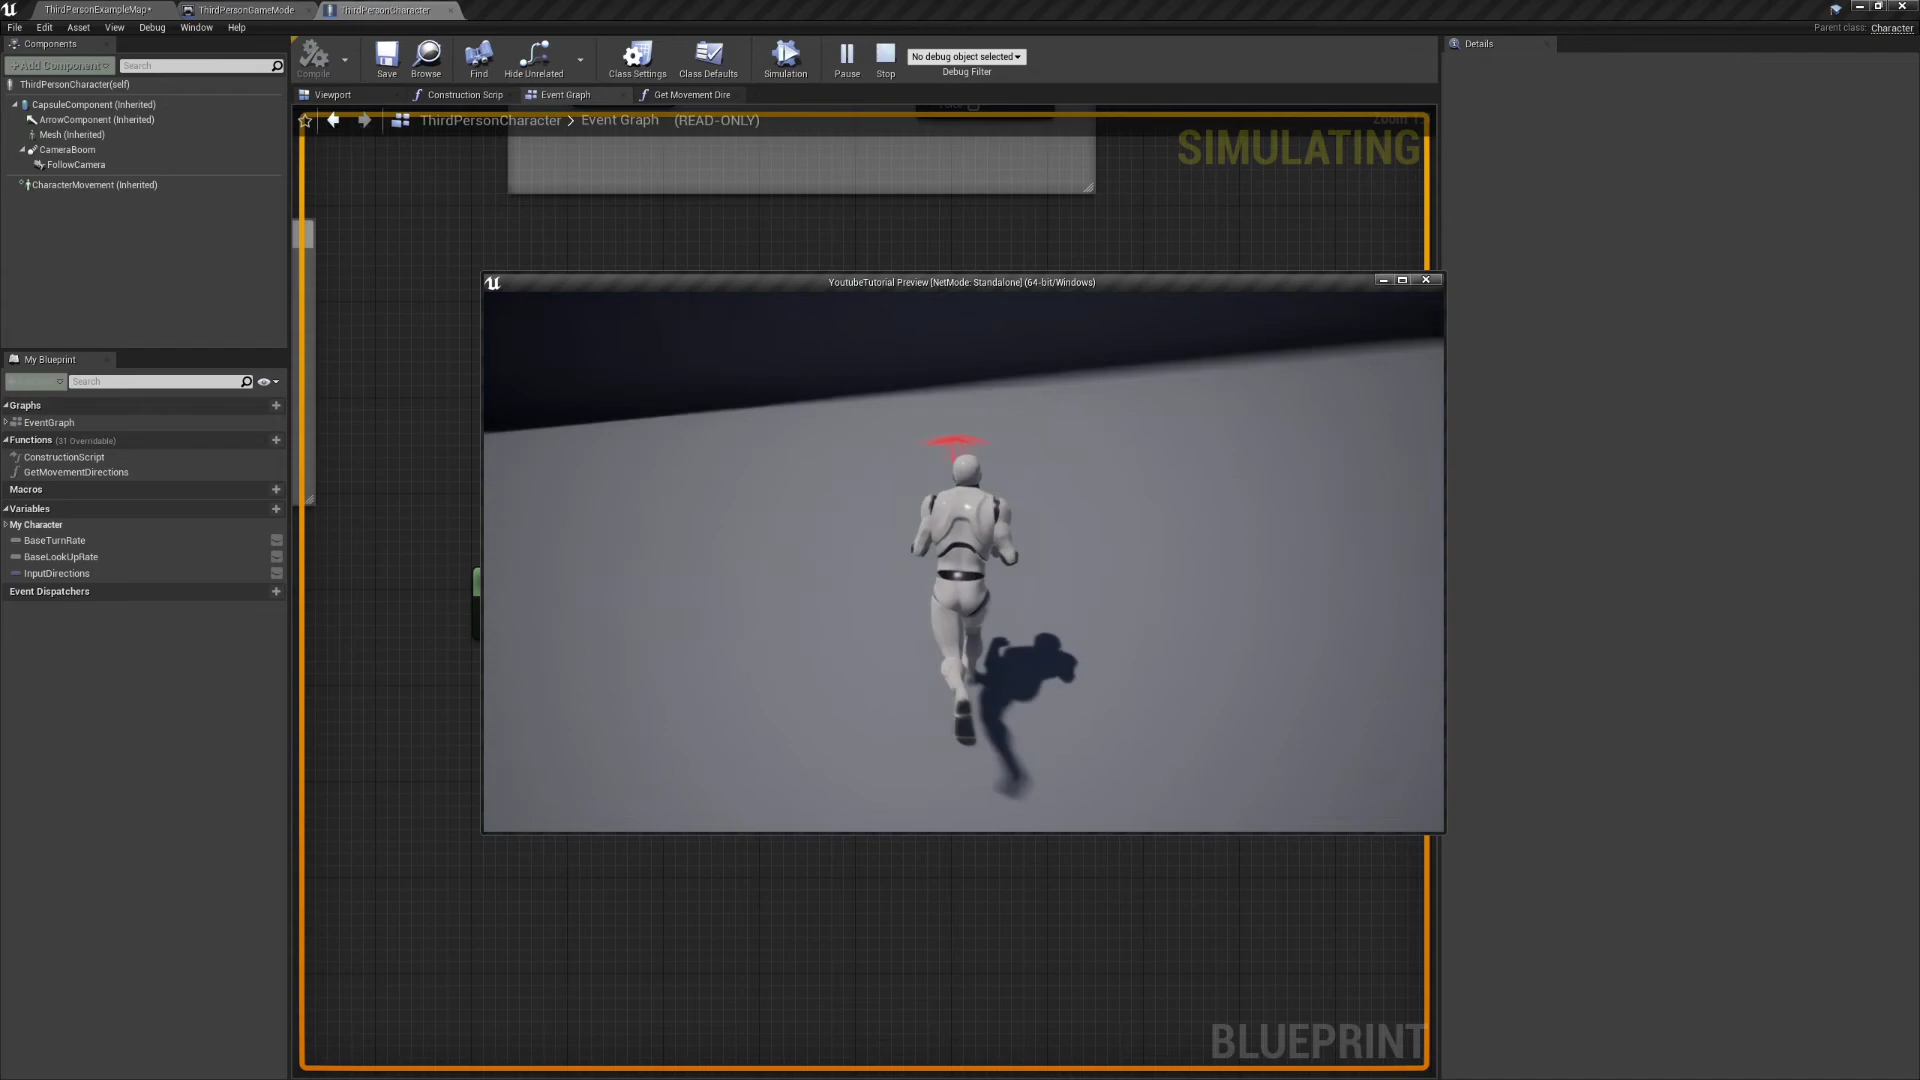 ThirdPersonExampleMap*
ThirdPersonGameMode
ThirdPersonCharacter
File Edit Asset View Debug Window Help
Parent class: Character
Components
+Add Component
Search
ThirdPersonCharacter(self)
CapsuleComponent (Inherited)
ArrowComponent (Inherited)
Mesh (Inherited)
CameraBoom
FollowCamera
CharacterMovement (Inherited)
Compile
Save
Browse
Find
Hide Unrelated
Class Settings
Class Defaults
Simulation
Pause
Stop
No debug object selected
Debug Filter
Details
Viewport
Construction Scrip
Event Graph
Get Movement Dire
ThirdPersonCharacter > Event Graph (READ-ONLY)
SIMULATING
YoutubeTutorial Preview [NetMode: Standalone] (64-bit/Windows)
My Blueprint
Search
Graphs
EventGraph
Functions (31 Overridable)
ConstructionScript
GetMovementDirections
Macros
Variables
My Character
BaseTurnRate
BaseLookUpRate
InputDirections
Event Dispatchers
BLUEPRINT